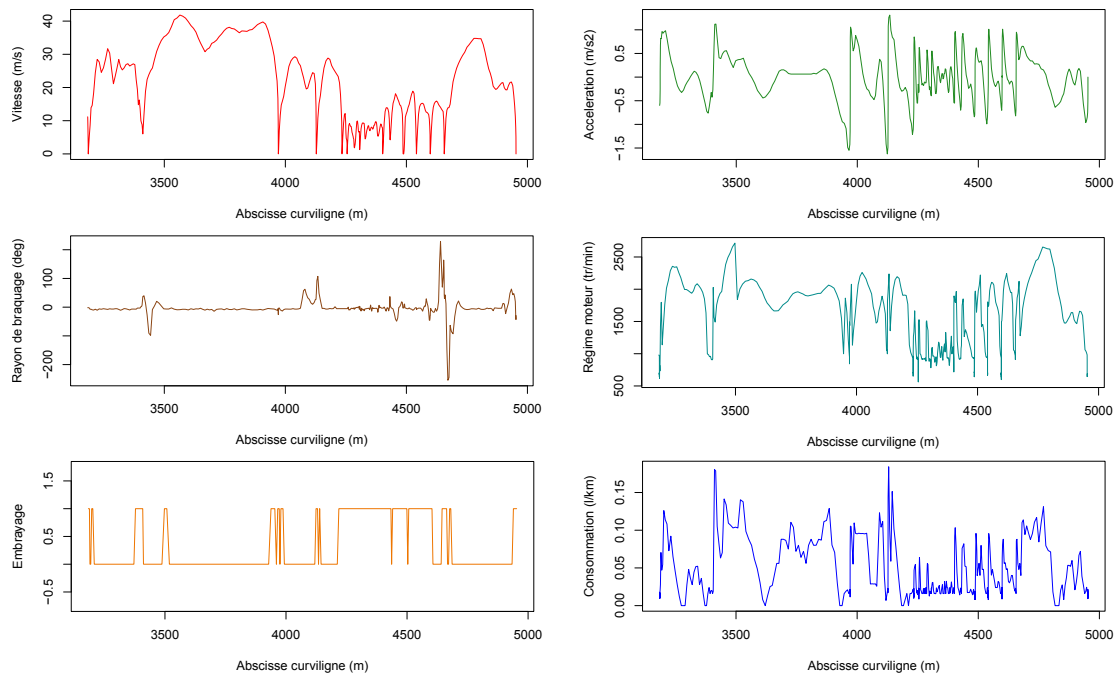 Vitesse (m/s)
0 10 20 30 40
3500 4000 4500 5000
Abscisse curviligne (m)
Acceleration (m/s2)
−1.5 −0.5 0.5
3500 4000 4500 5000
Abscisse curviligne (m)
Rayon de braquage (deg)
−200 0 100
3500 4000 4500 5000
Abscisse curviligne (m)
Régime moteur (tr/min)
500 1500 2500
3500 4000 4500 5000
Abscisse curviligne (m)
Embrayage
−0.5 0.5 1.5
3500 4000 4500 5000
Abscisse curviligne (m)
Consommation (l/km)
0.00 0.05 0.10 0.15
3500 4000 4500 5000
Abscisse curviligne (m)